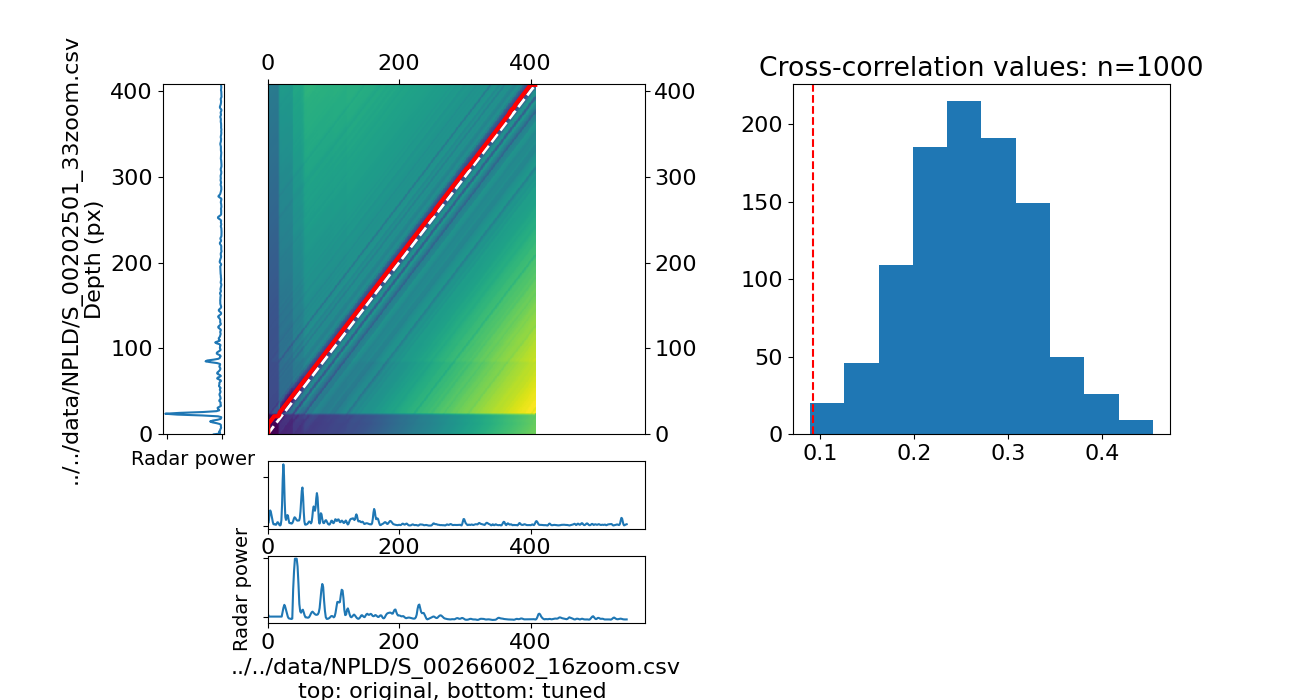 Cross-correlation values: n=1000
0 200 400
../../data/NPLD/S_00202501_33zoom.csv
Depth (px)
400
300
200
100
0
Radar power
400
300
200
100
0
200
150
100
50
0
0.1 0.2 0.3 0.4
0 200 400
Radar power
0 200 400
../../data/NPLD/S_00266002_16zoom.csv
top: original, bottom: tuned